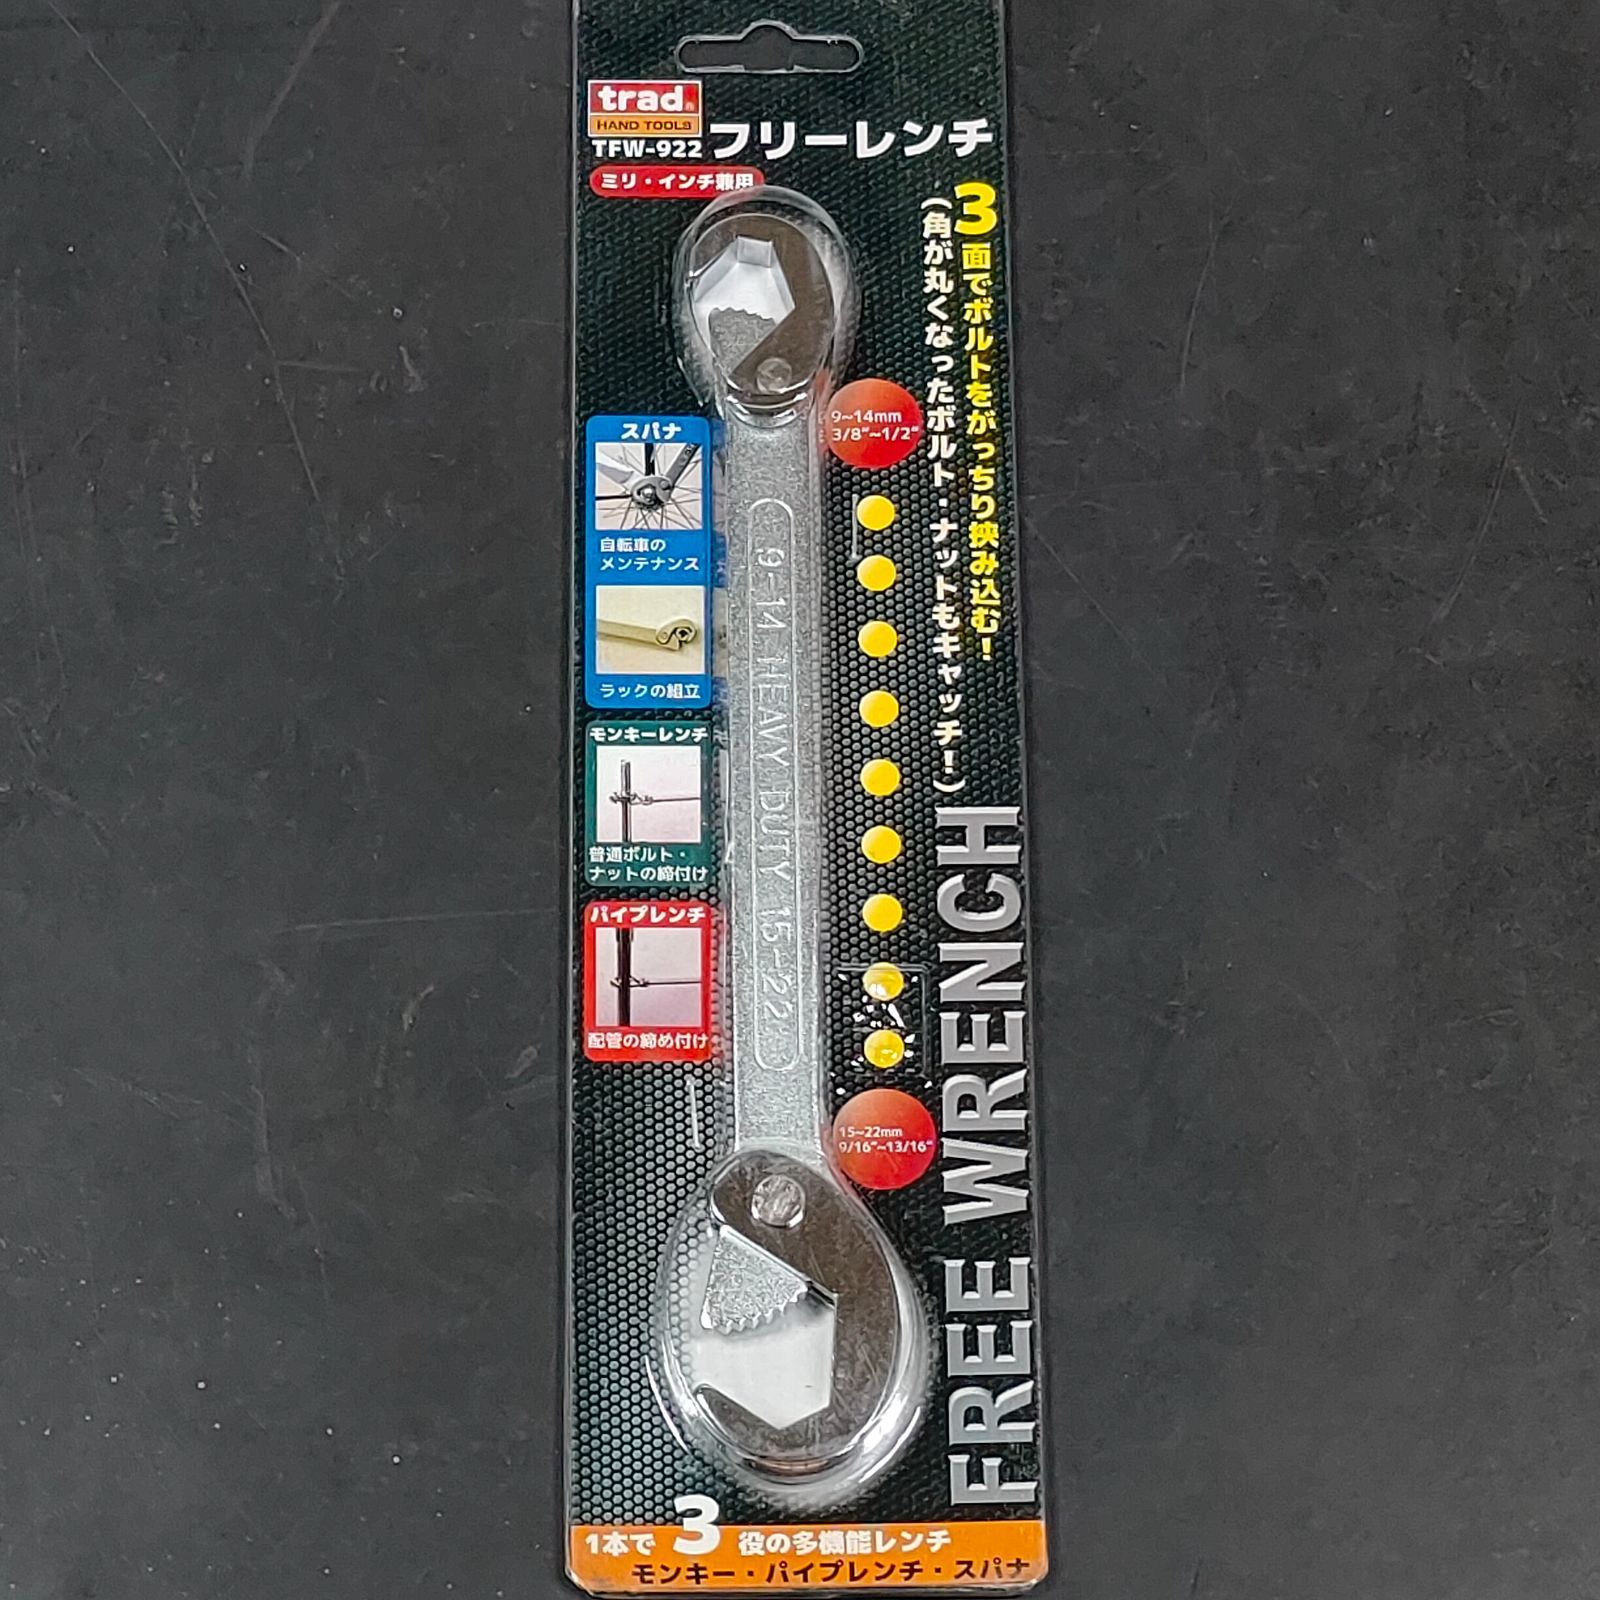 trad®
HAND TOOLS
TFW-922
フリーレンチ
ミリ・インチ兼用
3面でボルトをがっちり挟み込む!
(角が丸くなったボルト・ナットもキャッチ!)
9~14mm
3/8"~1/2"
スパナ
自転車の
メンテナンス
ラックの組立
モンキーレンチ
普通ボルト・
ナットの締付け
パイプレンチ
配管の締め付け
9-14 HEAVY DUTY 15-22
15~22mm
9/16"~13/16"
FREE WRENCH
1本で3役の多機能レンチ
モンキー・パイプレンチ・スパナ